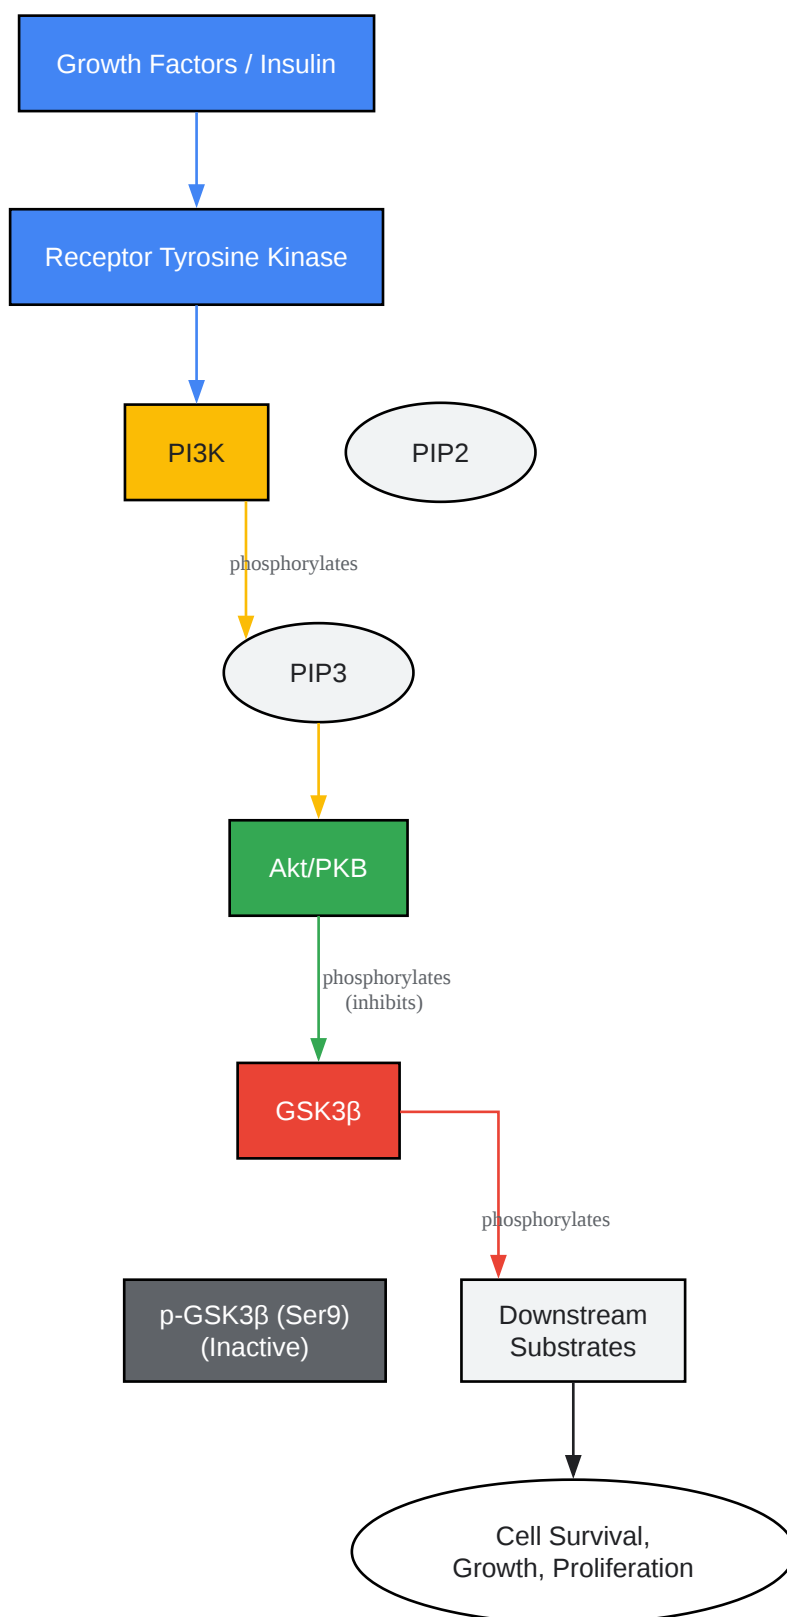 Growth Factors / Insulin
Receptor Tyrosine Kinase
PI3K
PIP2
phosphorylates
PIP3
Akt/PKB
phosphorylates
(inhibits)
GSK3β
phosphorylates
p-GSK3β (Ser9)
(Inactive)
Downstream
Substrates
Cell Survival,
Growth, Proliferation